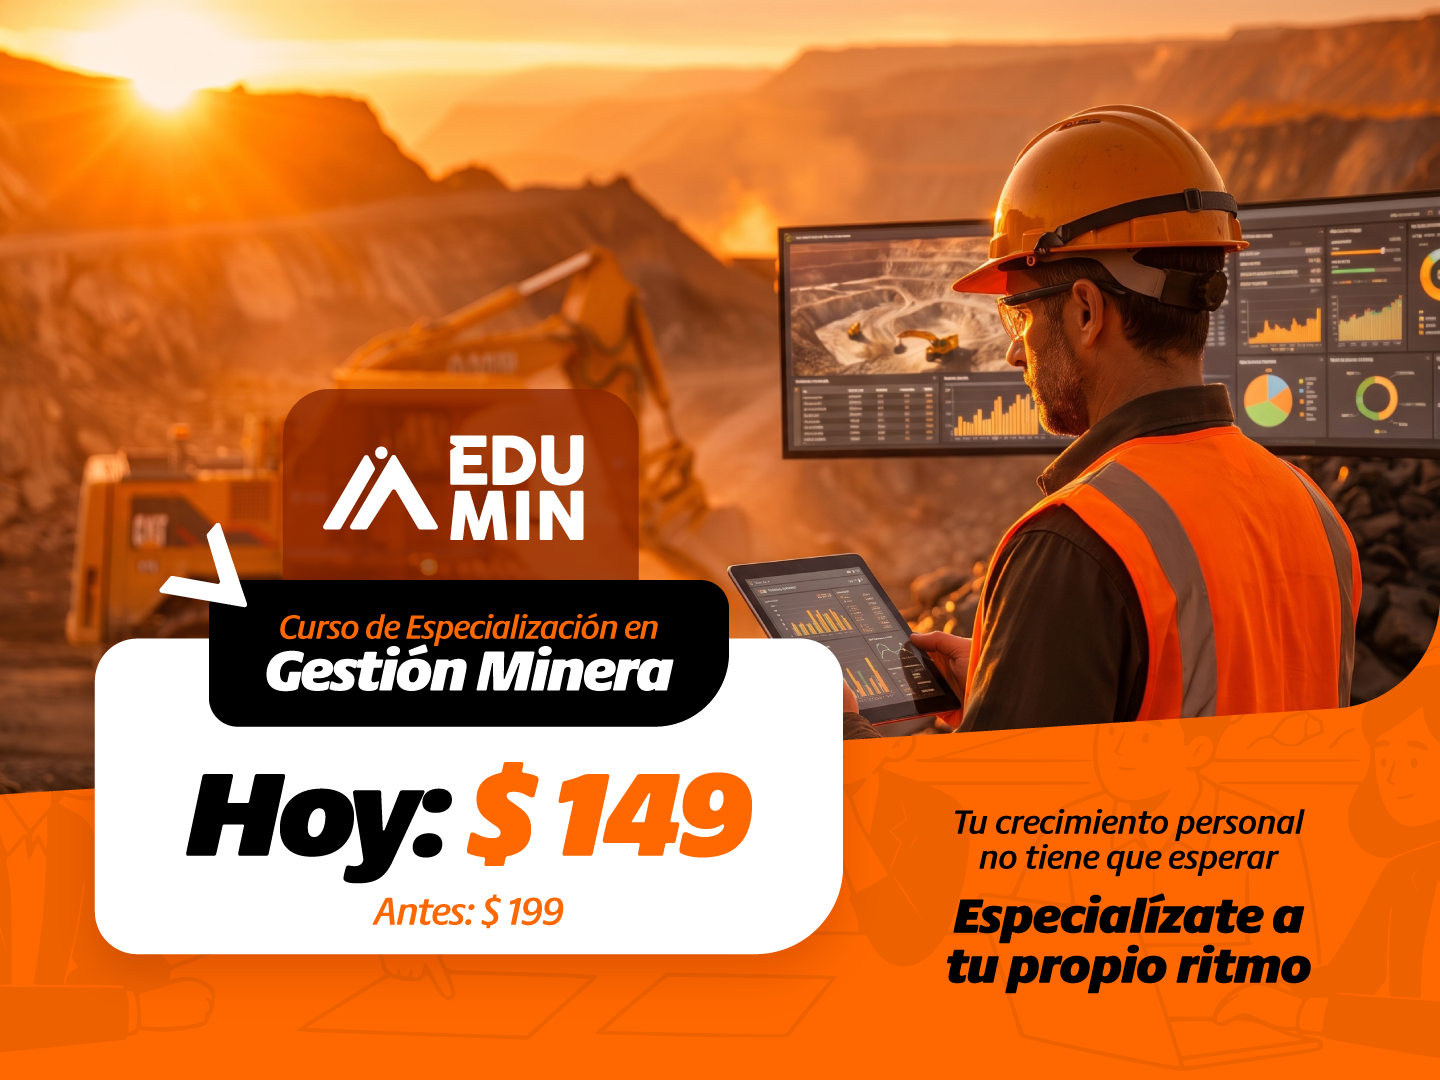 EDU
MIN
Curso de Especialización en
Gestión Minera
Hoy: $ 149
Antes: $ 199
Tu crecimiento personal
no tiene que esperar
Especialízate a
tu propio ritmo